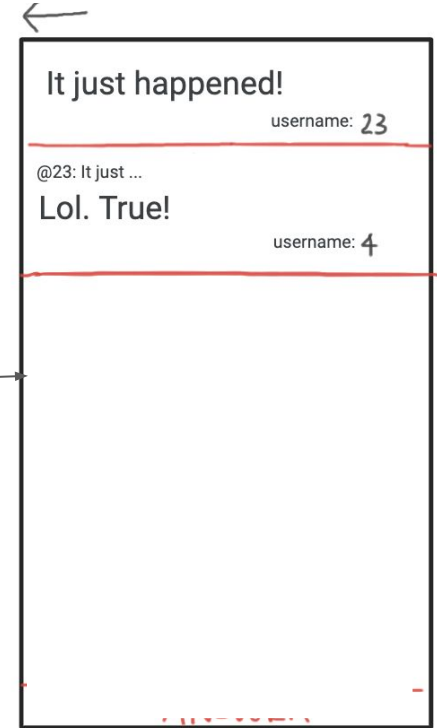 It just happened!
username: 23
@23: It just ...
Lol. True!
username: 4